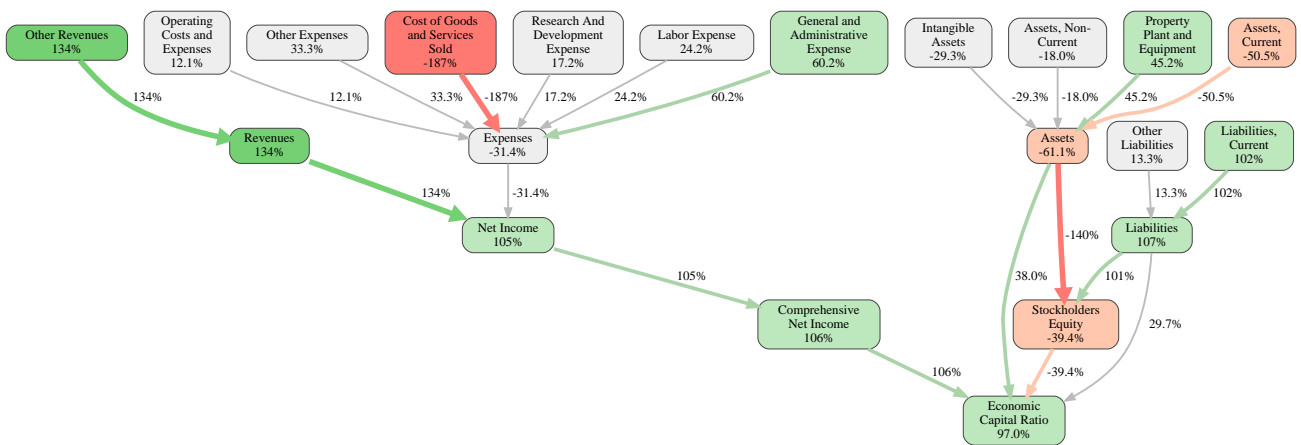 Other Revenues
134%
Operating
Costs and
Expenses
12.1%
Other Expenses
33.3%
Cost of Goods
and Services
Sold
-187%
Research And
Development
Expense
17.2%
Labor Expense
24.2%
General and
Administrative
Expense
60.2%
Intangible
Assets
-29.3%
Assets, Non-
Current
-18.0%
Property
Plant and
Equipment
45.2%
Assets,
Current
-50.5%
134%
12.1%
33.3%
-187%
17.2%
24.2%
60.2%
-29.3%
-18.0%
45.2%
-50.5%
Revenues
134%
Expenses
-31.4%
Assets
-61.1%
Other
Liabilities
13.3%
Liabilities,
Current
102%
134%
-31.4%
13.3%
102%
Net Income
105%
-140%
Liabilities
107%
105%
38.0%
101%
29.7%
Comprehensive
Net Income
106%
Stockholders
Equity
-39.4%
106%
-39.4%
Economic
Capital Ratio
97.0%